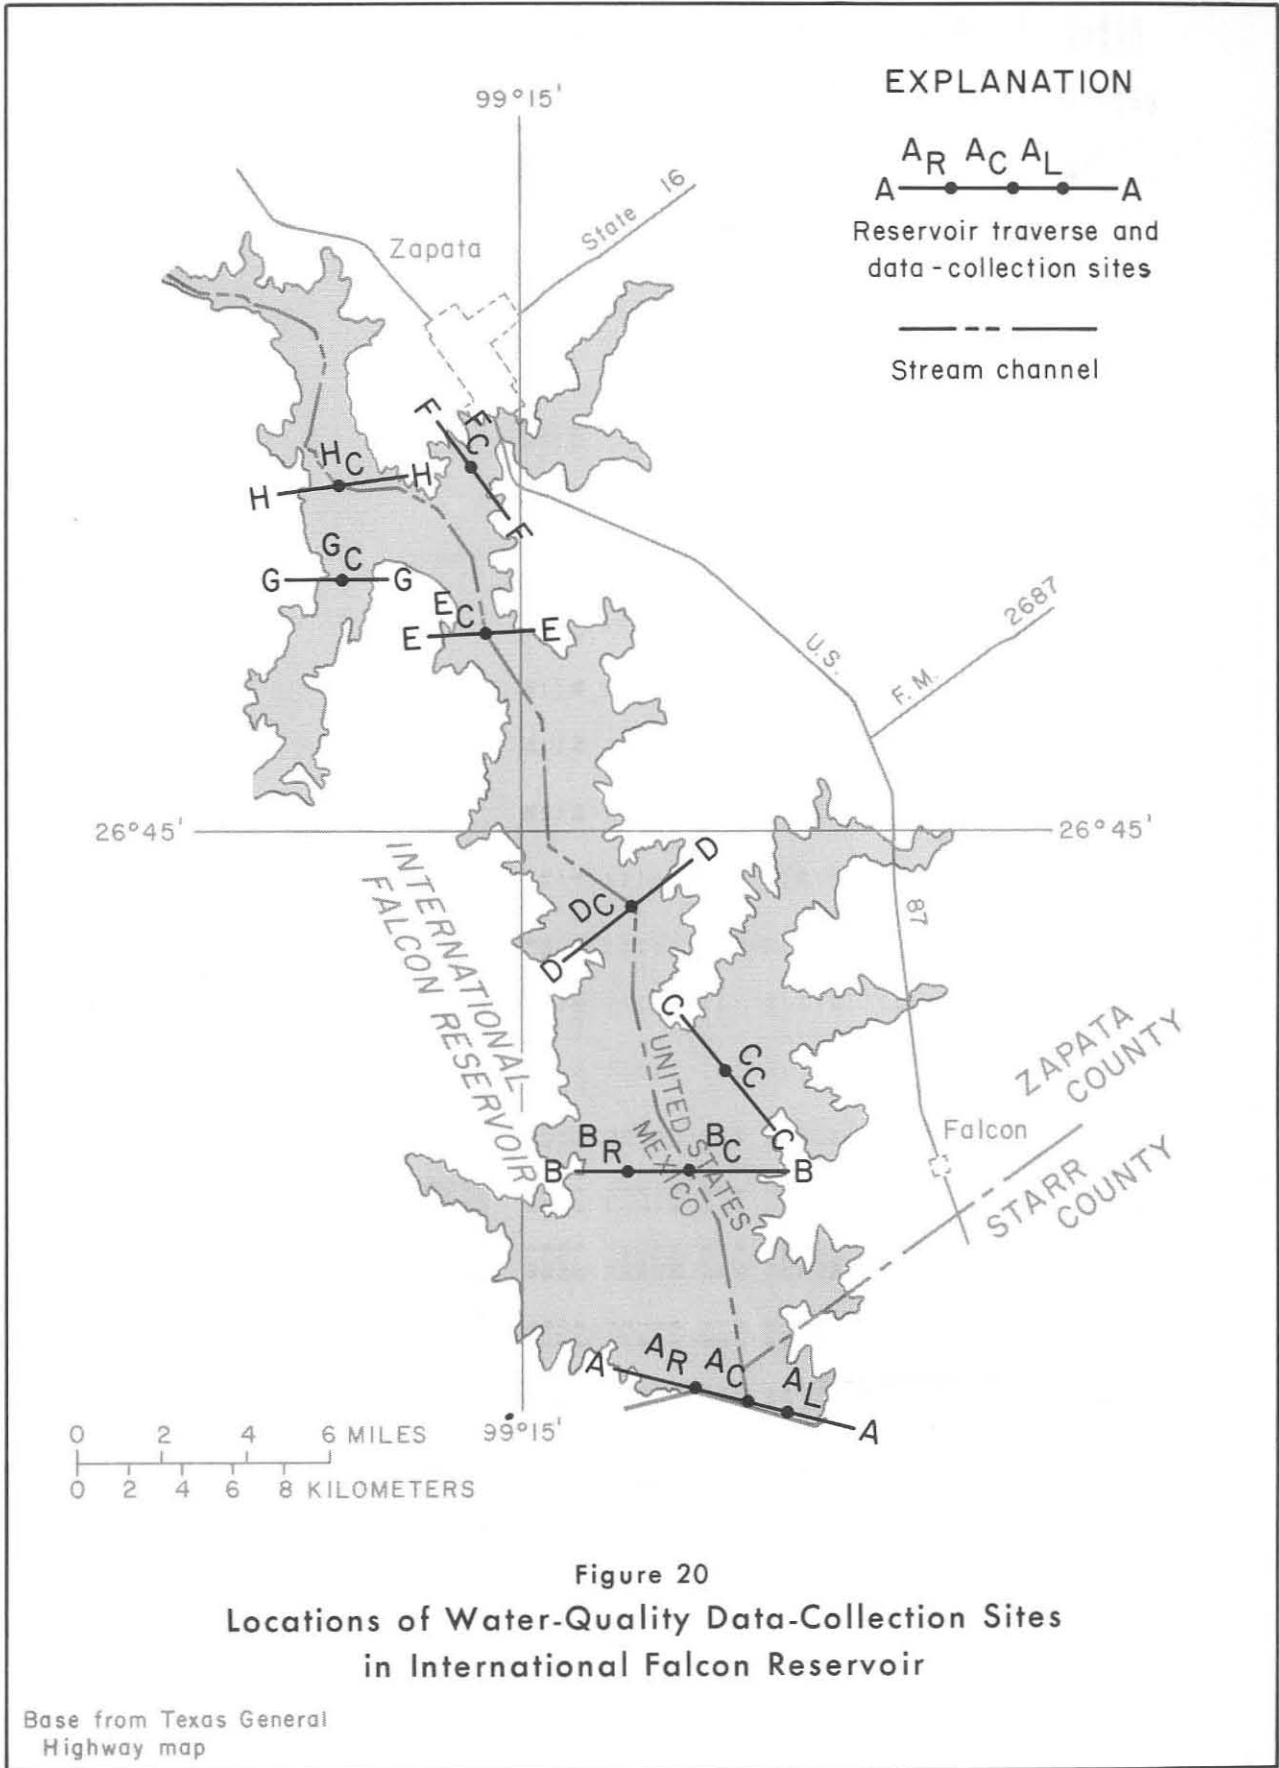 EXPLANATION
AR AC AL
A A
Reservoir traverse and
data-collection sites
Stream channel
99°15'
State 16
Zapata
F FC
F
HC
H H
GC
G G
EC
E E
U.S.
F.M. 2687
26°45' 26°45'
D
DC
D
87
INTERNATIONAL
FALCON RESERVOIR
C
CC
C
UNITED STATES
MEXICO
ZAPATA
COUNTY
Falcon
STARR
COUNTY
BR BC
B B
A AR AC AL
A
99°15'
0 2 4 6 MILES
0 2 4 6 8 KILOMETERS
Figure 20
Locations of Water-Quality Data-Collection Sites
in International Falcon Reservoir
Base from Texas General
Highway map